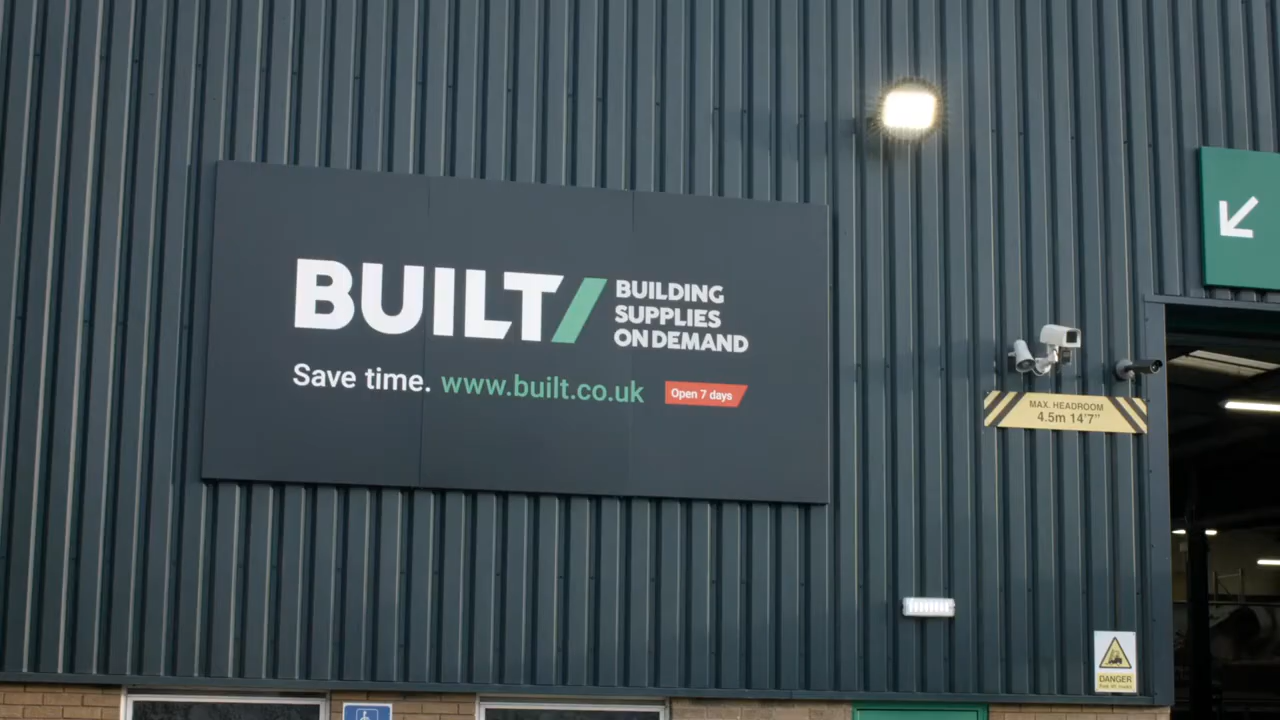 BUILT/ BUILDING
SUPPLIES
ON DEMAND
Save time. www.built.co.uk Open 7 days
MAX. HEADROOM
4.5m 14'7"
DANGER